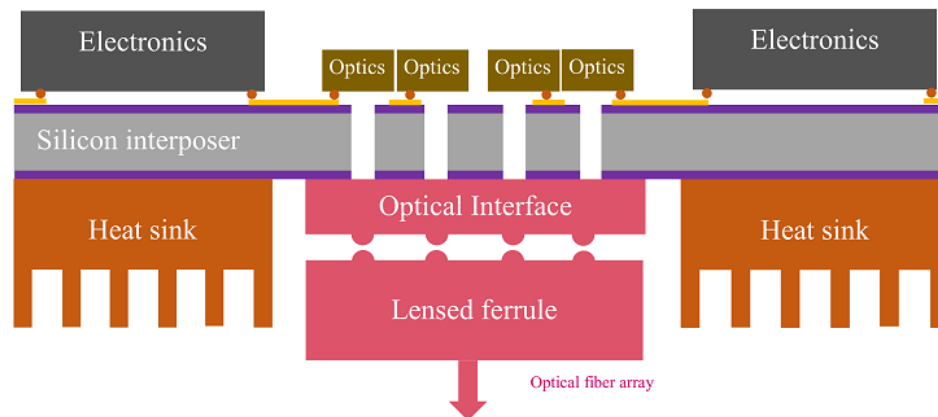 Electronics
Electronics
Optics
Optics
Optics
Optics
Silicon interposer
Optical Interface
Heat sink
Heat sink
Lensed ferrule
Optical fiber array